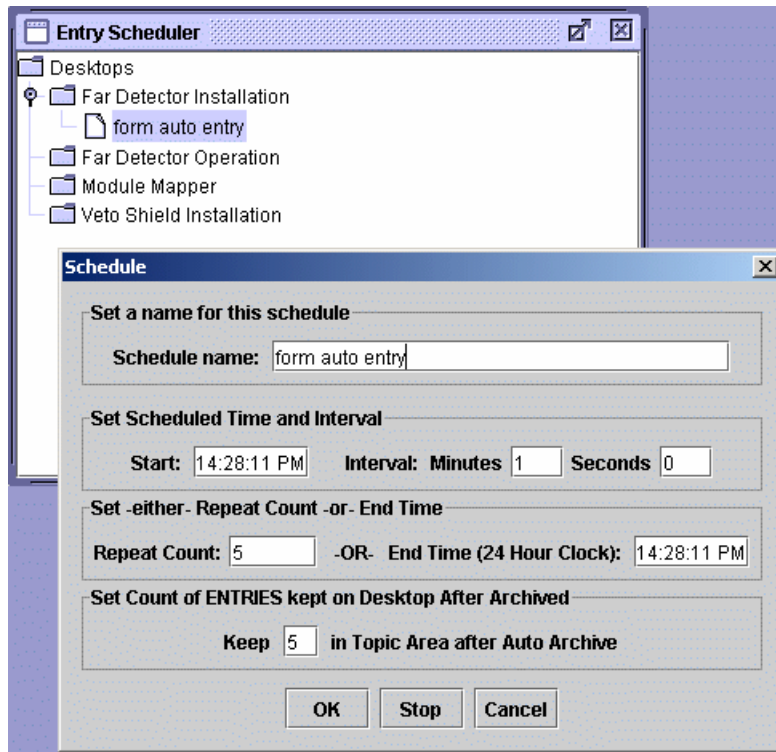 Entry Scheduler
Desktops
Far Detector Installation
form auto entry
Far Detector Operation
Module Mapper
Veto Shield Installation
Schedule
Set a name for this schedule
Schedule name: form auto entry
Set Scheduled Time and Interval
Start: 14:28:11 PM Interval: Minutes 1 Seconds 0
Set -either- Repeat Count -or- End Time
Repeat Count: 5 -OR- End Time (24 Hour Clock): 14:28:11 PM
Set Count of ENTRIES kept on Desktop After Archived
Keep 5 in Topic Area after Auto Archive
OK Stop Cancel